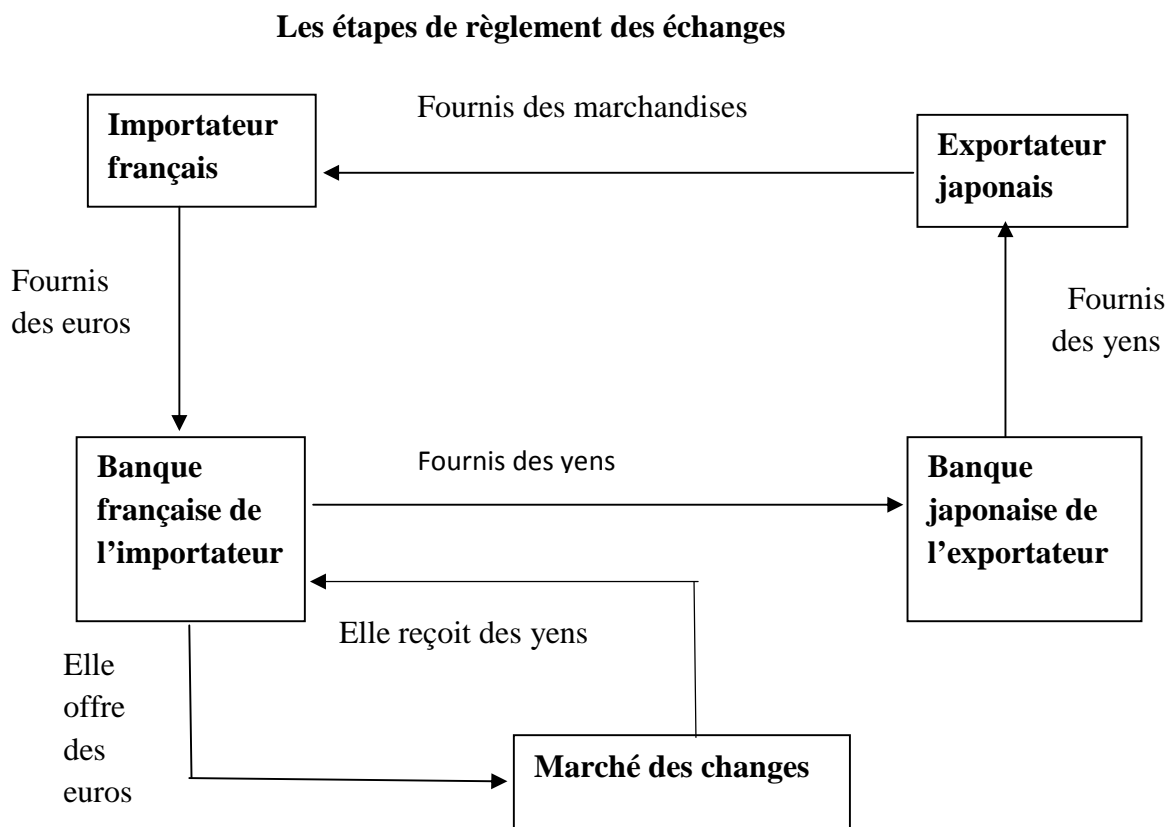 Les étapes de règlement des échanges
Fournis des marchandises
Importateur
français
Exportateur
japonais
Fournis
des euros
Fournis
des yens
Banque
française de
l’importateur
Fournis des yens
Banque
japonaise de
l’exportateur
Elle reçoit des yens
Elle
offre
des
euros
Marché des changes